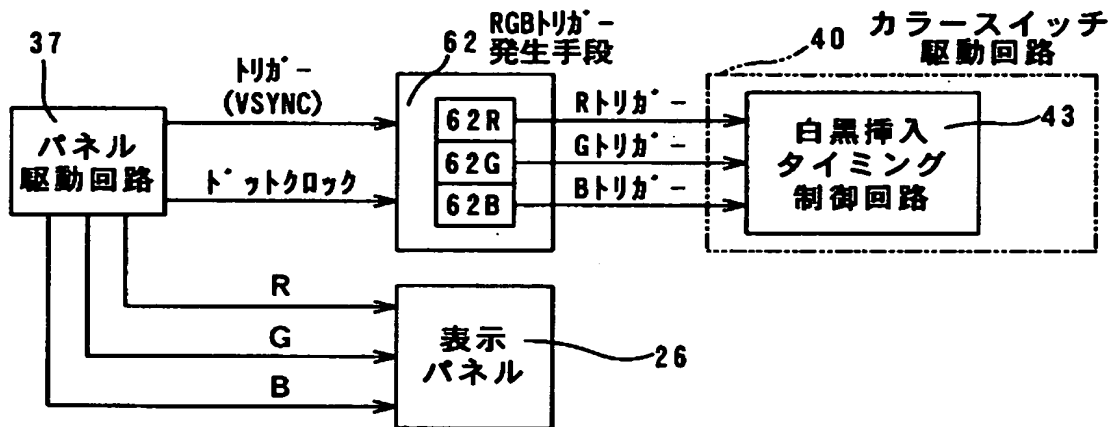 37
パネル
駆動回路
トリガー
(VSYNC)
ドットクロック
62
RGBトリガー
発生手段
62R
62G
62B
Rトリガー
Gトリガー
Bトリガー
40
カラースイッチ
駆動回路
白黒挿入
タイミング
制御回路
43
R
G
B
表示
パネル
26